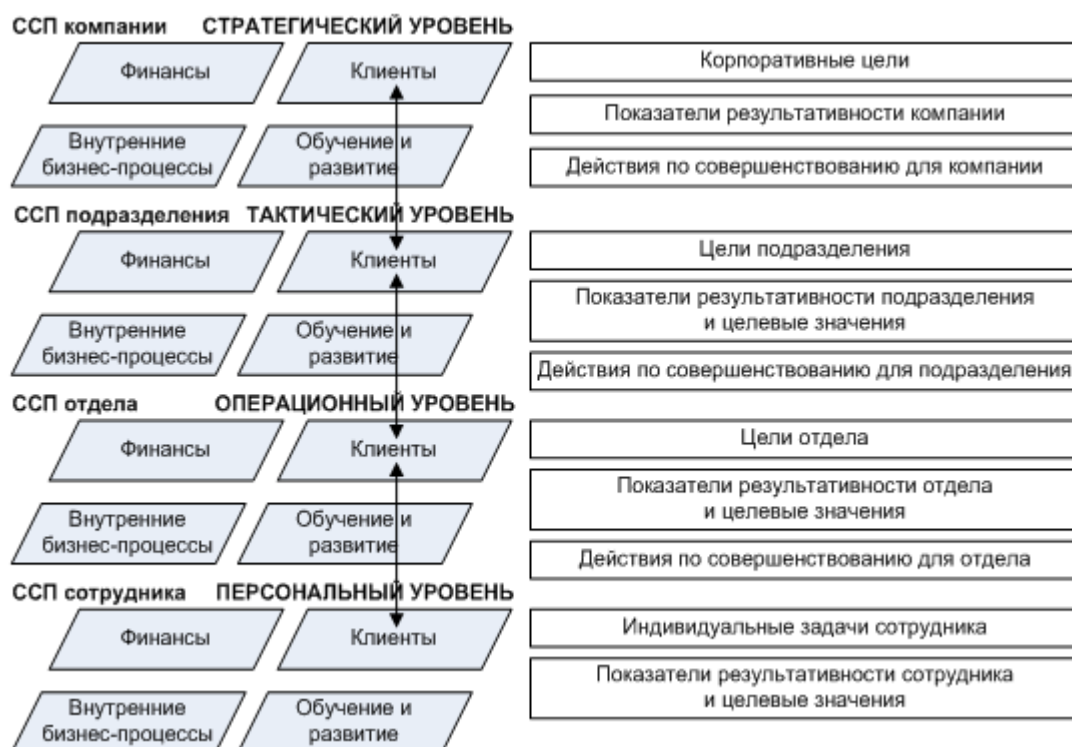 ССП компании СТРАТЕГИЧЕСКИЙ УРОВЕНЬ
Финансы
Клиенты
Внутренние
бизнес-процессы
Обучение и
развитие
Корпоративные цели
Показатели результативности компании
Действия по совершенствованию для компании
ССП подразделения ТАКТИЧЕСКИЙ УРОВЕНЬ
Финансы
Клиенты
Внутренние
бизнес-процессы
Обучение и
развитие
Цели подразделения
Показатели результативности подразделения
и целевые значения
Действия по совершенствованию для подразделения
ССП отдела ОПЕРАЦИОННЫЙ УРОВЕНЬ
Финансы
Клиенты
Внутренние
бизнес-процессы
Обучение и
развитие
Цели отдела
Показатели результативности отдела
и целевые значения
Действия по совершенствованию для отдела
ССП сотрудника ПЕРСОНАЛЬНЫЙ УРОВЕНЬ
Финансы
Клиенты
Внутренние
бизнес-процессы
Обучение и
развитие
Индивидуальные задачи сотрудника
Показатели результативности сотрудника
и целевые значения